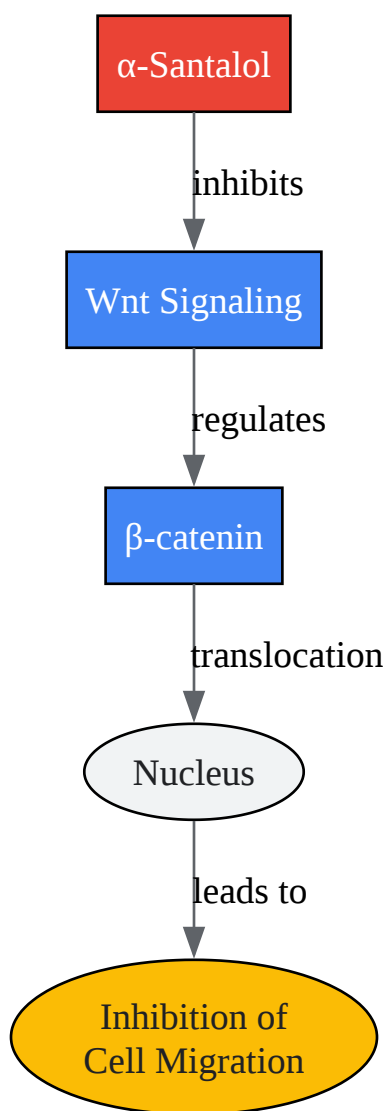 α-Santalol
inhibits
Wnt Signaling
regulates
β-catenin
translocation
Nucleus
leads to
Inhibition of
Cell Migration